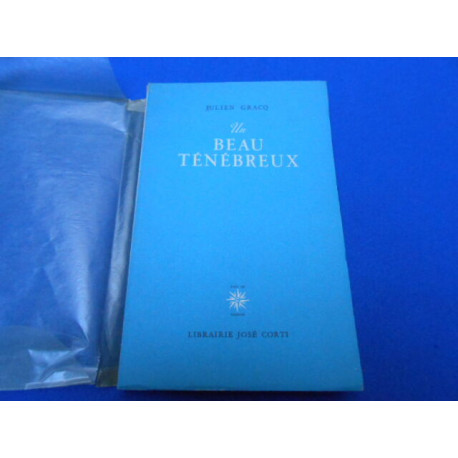 JULIEN GRACQ
Un
BEAU
TÉNÉBREUX
LIBRAIRIE JOSÉ CORTI